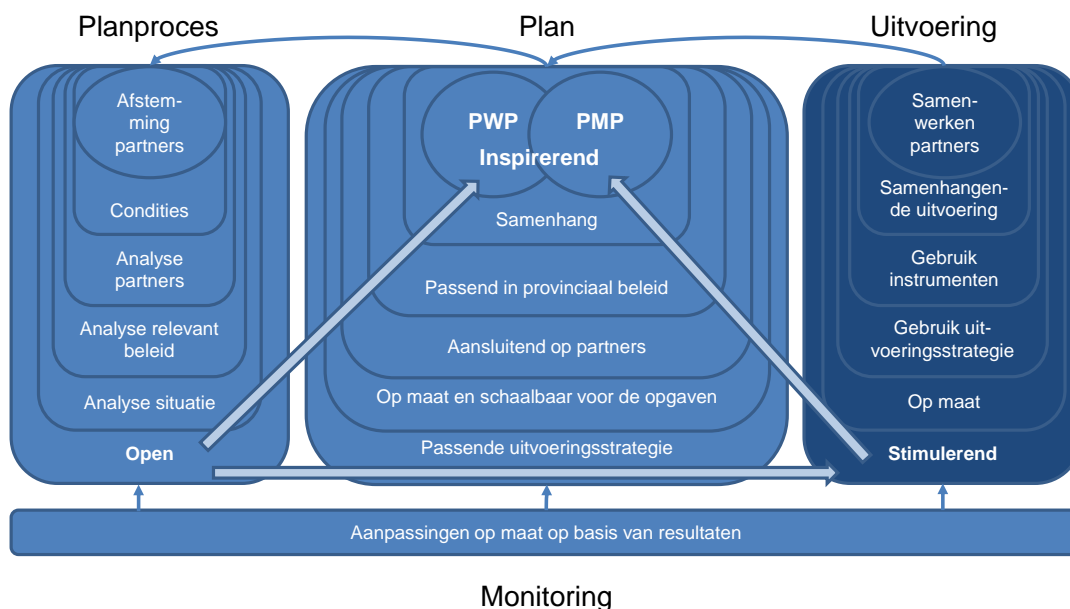 Planproces
Plan
Uitvoering
Afstem-
ming
partners
Condities
Analyse
partners
Analyse relevant
beleid
Analyse situatie
Open
PWP
PMP
Inspirerend
Samenhang
Passend in provinciaal beleid
Aansluitend op partners
Op maat en schaalbaar voor de opgaven
Passende uitvoeringsstrategie
Samen-
werken
partners
Samenhangen-
de uitvoering
Gebruik
instrumenten
Gebruik uit-
voeringsstrategie
Op maat
Stimulerend
Aanpassingen op maat op basis van resultaten
Monitoring